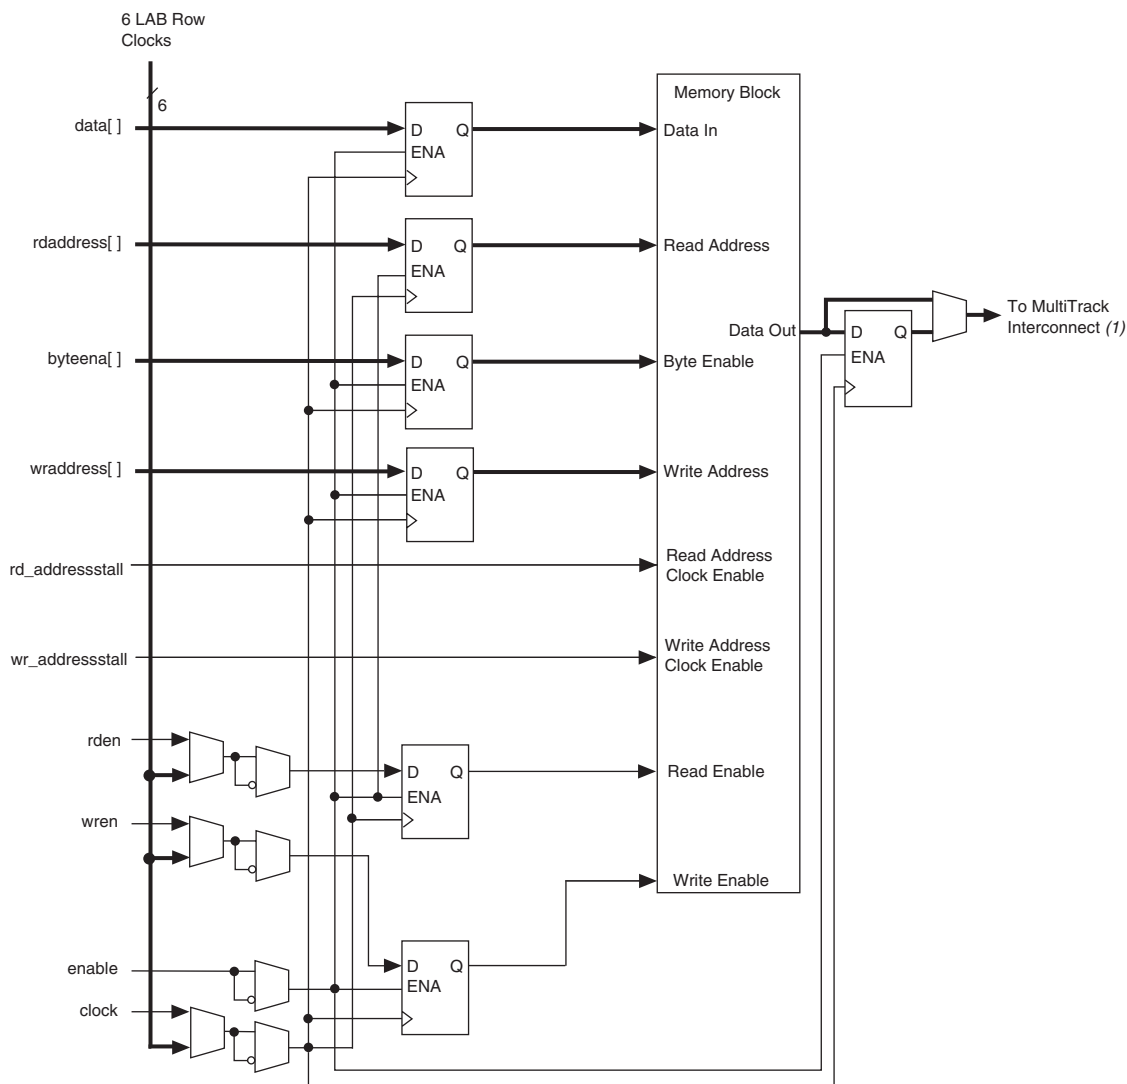 6 LAB Row
Clocks
6
Memory Block
data[ ]
D Q
Data In
ENA
rdaddress[ ]
D Q
Read Address
ENA
To MultiTrack
Interconnect (1)
Data Out
D Q
ENA
byteena[ ]
D Q
Byte Enable
ENA
wraddress[ ]
D Q
Write Address
ENA
rd_addressstall
Read Address
Clock Enable
wr_addressstall
Write Address
Clock Enable
rden
D Q
Read Enable
ENA
wren
Write Enable
enable
D Q
ENA
clock